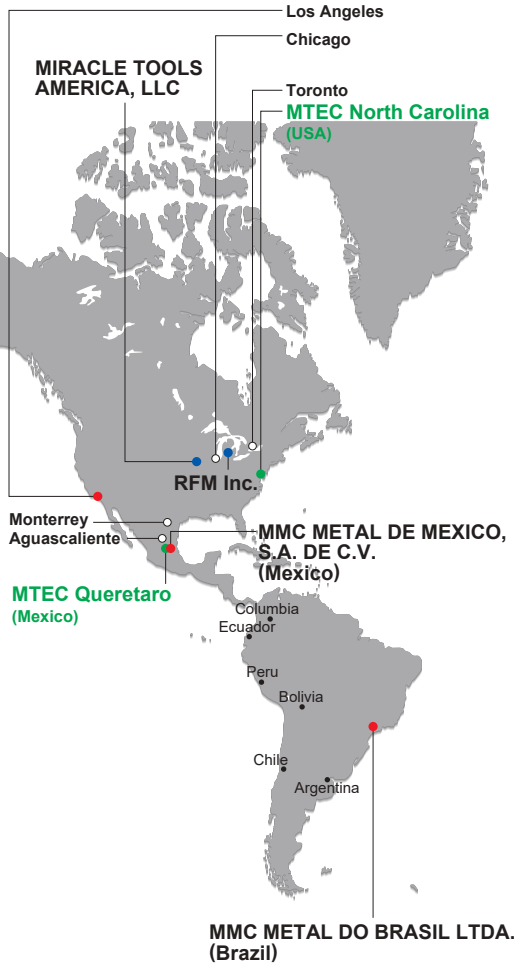 Los Angeles
Chicago
MIRACLE TOOLS
AMERICA, LLC
Toronto
MTEC North Carolina
(USA)
RFM Inc.
Monterrey
Aguascaliente
MMC METAL DE MEXICO,
S.A. DE C.V.
(Mexico)
MTEC Queretaro
(Mexico)
Columbia
Ecuador
Peru
Bolivia
Chile
Argentina
MMC METAL DO BRASIL LTDA.
(Brazil)